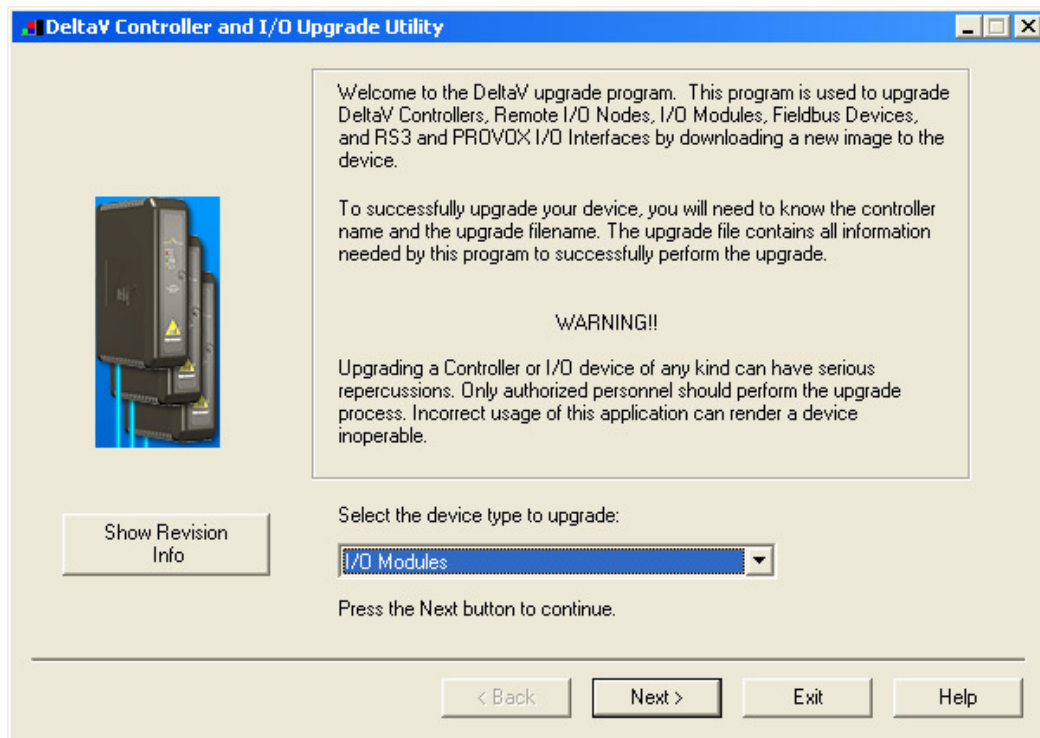 DeltaV Controller and I/O Upgrade Utility
Welcome to the DeltaV upgrade program. This program is used to upgrade
DeltaV Controllers, Remote I/O Nodes, I/O Modules, Fieldbus Devices,
and RS3 and PROVOX I/O Interfaces by downloading a new image to the
device.
To successfully upgrade your device, you will need to know the controller
name and the upgrade filename. The upgrade file contains all information
needed by this program to successfully perform the upgrade.
WARNING!!
Upgrading a Controller or I/O device of any kind can have serious
repercussions. Only authorized personnel should perform the upgrade
process. Incorrect usage of this application can render a device
inoperable.
Show Revision
Info
Select the device type to upgrade:
I/O Modules
Press the Next button to continue.
< Back
Next >
Exit
Help